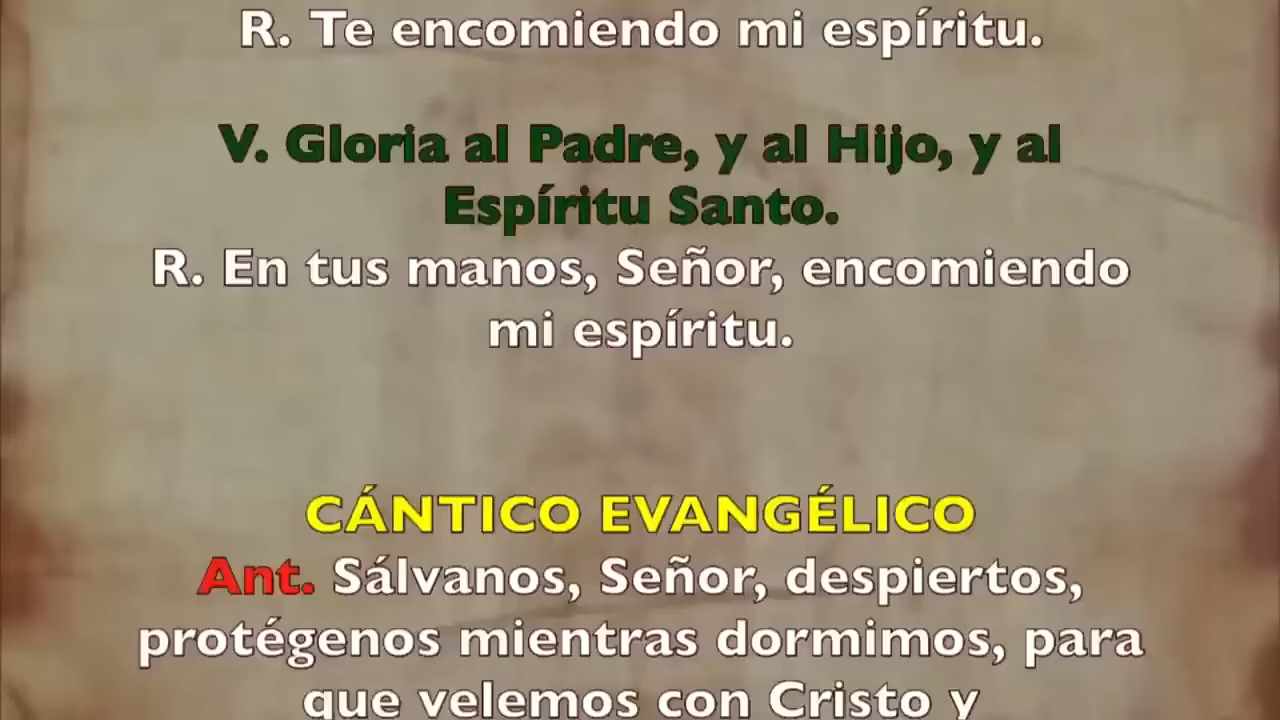 R. Te encomiendo mi espíritu.
V. Gloria al Padre, y al Hijo, y al
Espíritu Santo.
R. En tus manos, Señor, encomiendo
mi espíritu.
CÁNTICO EVANGÉLICO
Ant. Sálvanos, Señor, despiertos,
protégenos mientras dormimos, para
que velemos con Cristo y